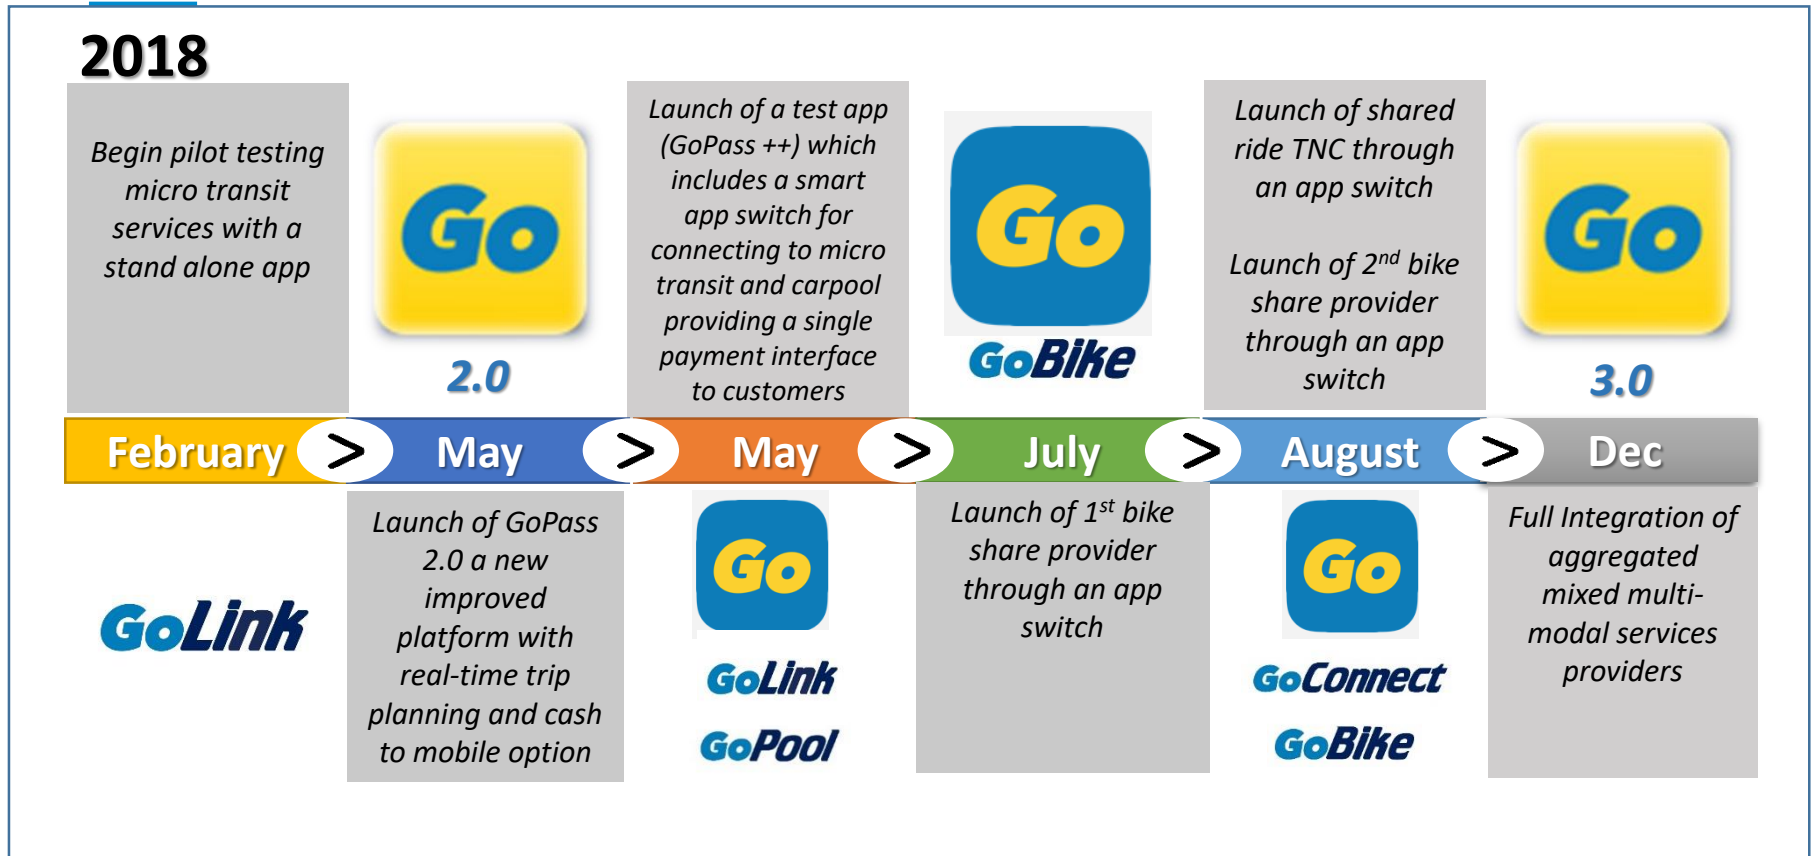 2018
Begin pilot testing
micro transit
services with a
stand alone app
Go
2.0
Launch of a test app
(GoPass ++) which
includes a smart
app switch for
connecting to micro
transit and carpool
providing a single
payment interface
to customers
Go
GoBike
Launch of shared
ride TNC through
an app switch
Launch of 2nd bike
share provider
through an app
switch
Go
3.0
February > May > May > July > August > Dec
GoLink
Launch of GoPass
2.0 a new
improved
platform with
real-time trip
planning and cash
to mobile option
Go
GoLink
GoPool
Launch of 1st bike
share provider
through an app
switch
Go
GoConnect
GoBike
Full Integration of
aggregated
mixed multi-
modal services
providers